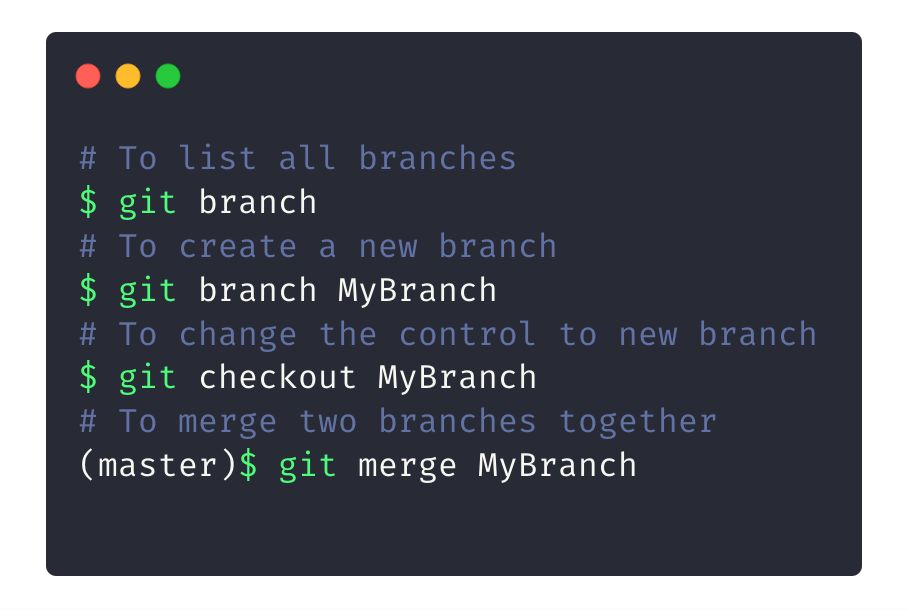 # To list all branches
$ git branch
# To create a new branch
$ git branch MyBranch
# To change the control to new branch
$ git checkout MyBranch
# To merge two branches together
(master)$ git merge MyBranch